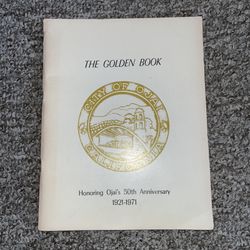 THE GOLDEN BOOK
CITY OF OJAI
CALIFORNIA
Honoring Ojai's 50th Anniversary
1921-1971